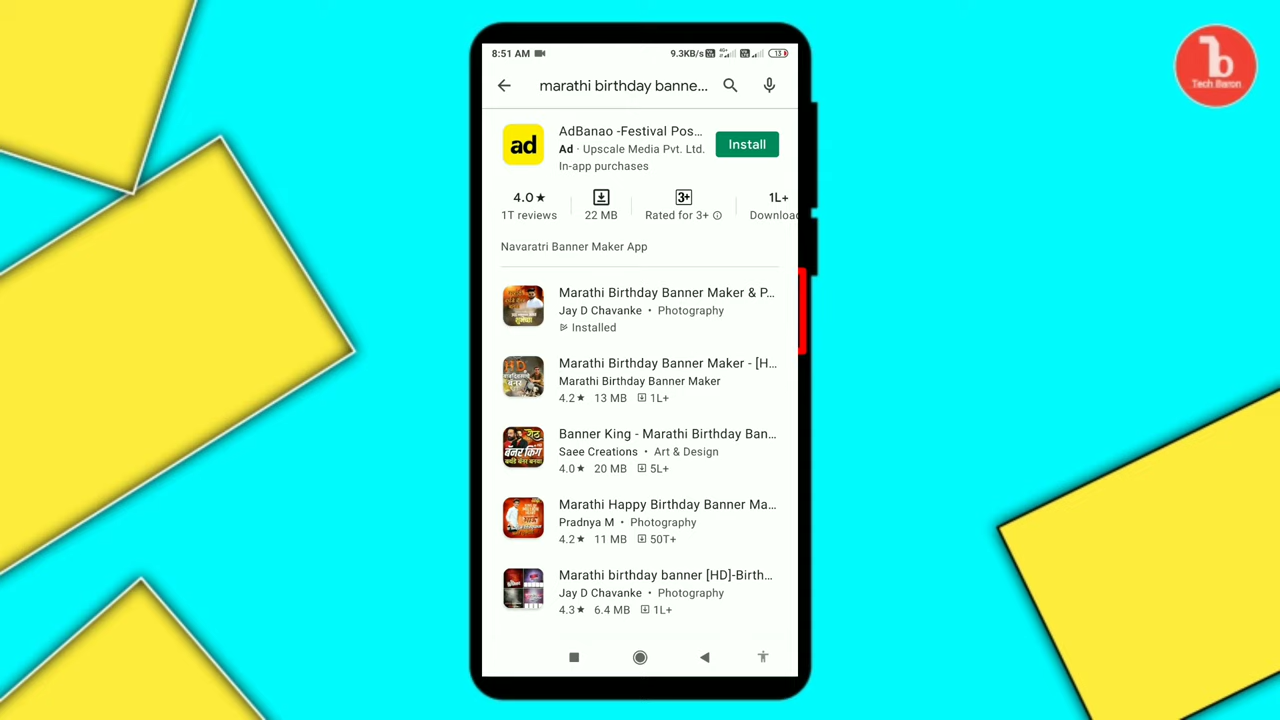 8:51 AM 9.3KB/s 4G+ 13
Tech Baron
marathi birthday banne...
ad
AdBanao -Festival Pos...
Ad · Upscale Media Pvt. Ltd.
In-app purchases
Install
4.0★ 3+ 1L+
1T reviews 22 MB Rated for 3+ Downloa
Navaratri Banner Maker App
Marathi Birthday Banner Maker & P...
Jay D Chavanke • Photography
Installed
Marathi Birthday Banner Maker - [H...
Marathi Birthday Banner Maker
4.2★ 13 MB 1L+
Banner King - Marathi Birthday Ban...
Saee Creations • Art & Design
4.0★ 20 MB 5L+
Marathi Happy Birthday Banner Ma...
Pradnya M • Photography
4.2★ 11 MB 50T+
Marathi birthday banner [HD]-Birth...
Jay D Chavanke • Photography
4.3★ 6.4 MB 1L+